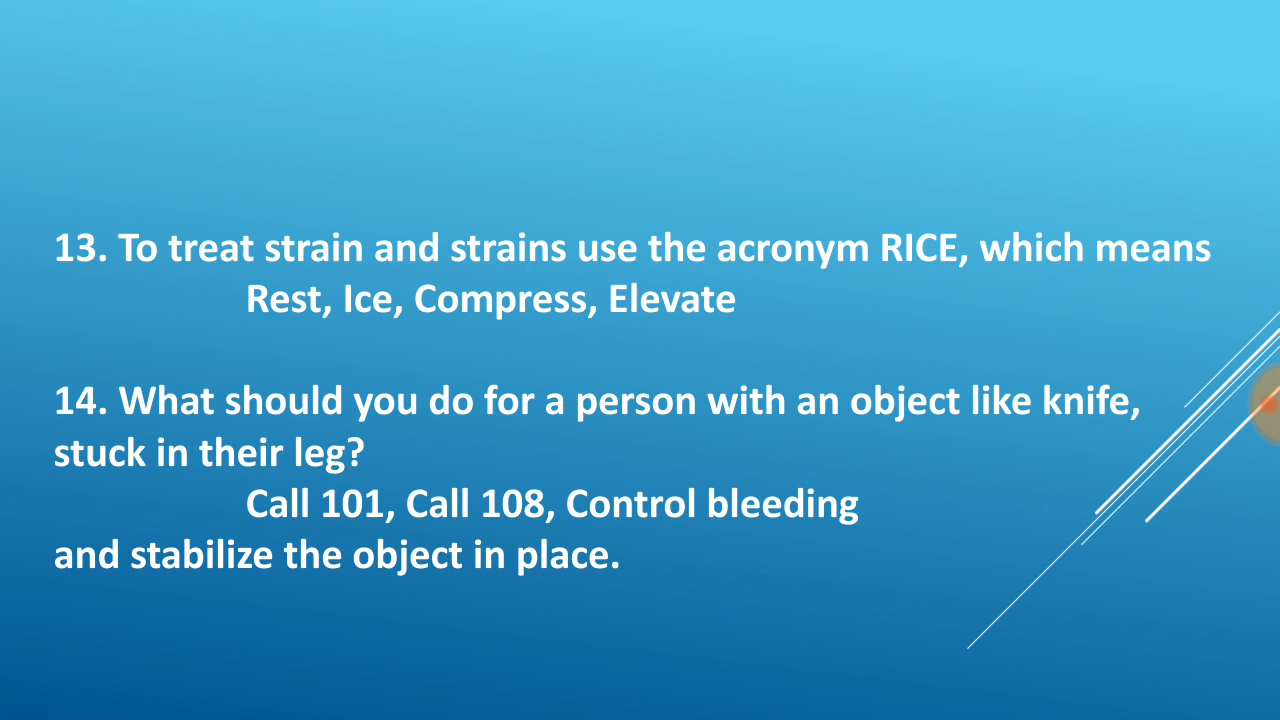 13. To treat strain and strains use the acronym RICE, which means
Rest, Ice, Compress, Elevate
14. What should you do for a person with an object like knife,
stuck in their leg?
Call 101, Call 108, Control bleeding
and stabilize the object in place.